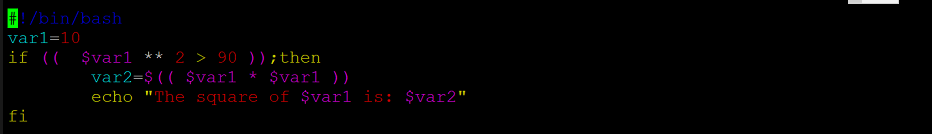 #!/bin/bash
var1=10
if ((  $var1 ** 2 > 90 ));then
        var2=$(( $var1 * $var1 ))
        echo "The square of $var1 is: $var2"
fi